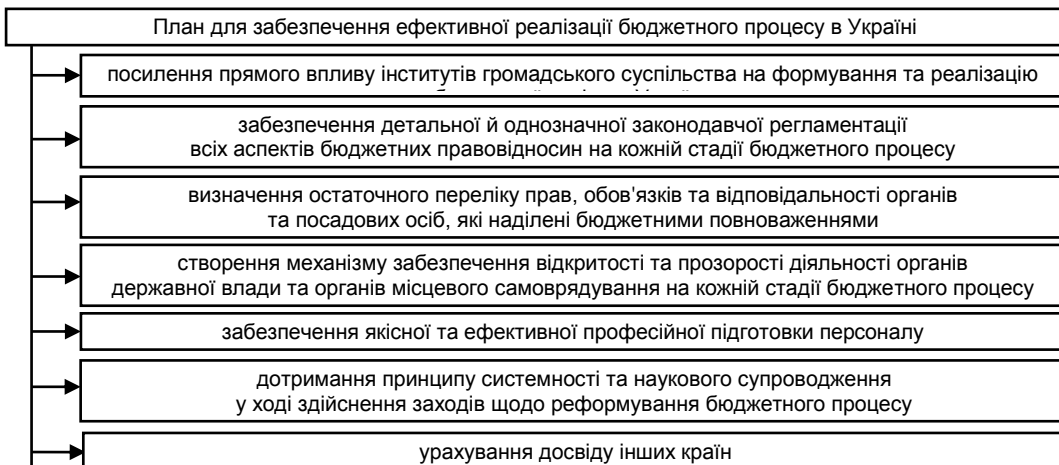 План для забезпечення ефективної реалізації бюджетного процесу в Україні
посилення прямого впливу інститутів громадського суспільства на формування та реалізацію
забезпечення детальної й однозначної законодавчої регламентації
всіх аспектів бюджетних правовідносин на кожній стадії бюджетного процесу
визначення остаточного переліку прав, обов'язків та відповідальності органів
та посадових осіб, які наділені бюджетними повноваженнями
створення механізму забезпечення відкритості та прозорості діяльності органів
державної влади та органів місцевого самоврядування на кожній стадії бюджетного процесу
забезпечення якісної та ефективної професійної підготовки персоналу
дотримання принципу системності та наукового супроводження
у ході здійснення заходів щодо реформування бюджетного процесу
урахування досвіду інших країн